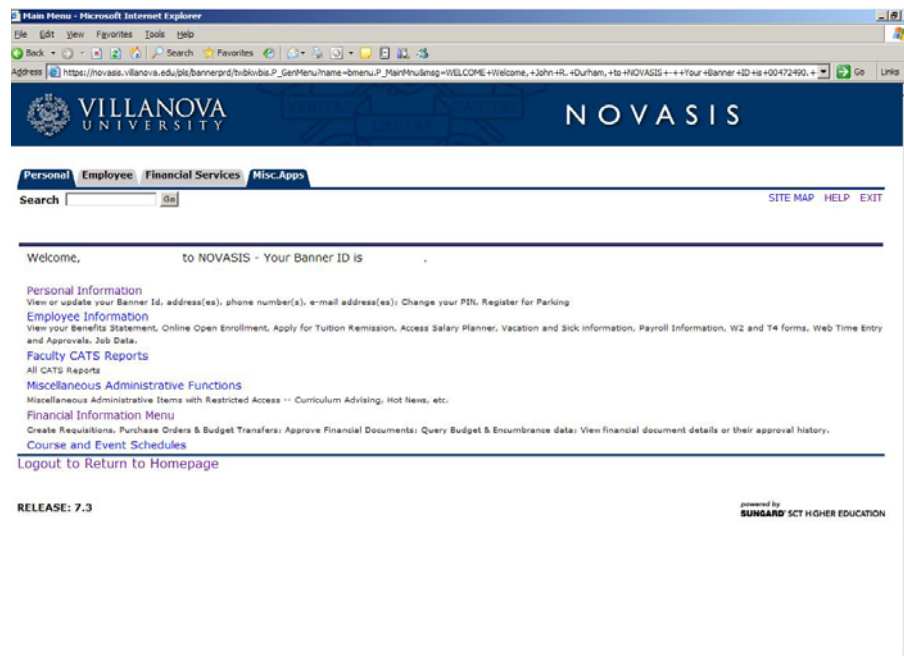 Main Menu - Microsoft Internet Explorer
File Edit View Favorites Tools Help
Back Search Favorites
Address https://novasis.villanova.edu/pls/bannerprd/twbkwbis.P_GenMenu?name=bmenu.P_MainMnu&msg=WELCOME+Welcome,+John+R.+Durham,+to+NOVASIS+-++Your+Banner+ID+is+00472490.+ Go Links
VILLANOVA
UNIVERSITY
VERITAS UNITAS CARITAS
NOVASIS
Personal Employee Financial Services Misc.Apps
Search Go SITE MAP HELP EXIT
Welcome, to NOVASIS - Your Banner ID is .
Personal Information
View or update your Banner Id, address(es), phone number(s), e-mail address(es); Change your PIN, Register for Parking
Employee Information
View your Benefits Statement, Online Open Enrollment, Apply for Tuition Remission, Access Salary Planner, Vacation and Sick information, Payroll Information, W2 and T4 forms, Web Time Entry
and Approvals. Job Data.
Faculty CATS Reports
All CATS Reports
Miscellaneous Administrative Functions
Miscellaneous Administrative Items with Restricted Access -- Curriculum Advising, Hot News, etc.
Financial Information Menu
Create Requisitions, Purchase Orders & Budget Transfers; Approve Financial Documents; Query Budget & Encumbrance data; View financial document details or their approval history.
Course and Event Schedules
Logout to Return to Homepage
RELEASE: 7.3
powered by
SUNGARD' SCT HIGHER EDUCATION